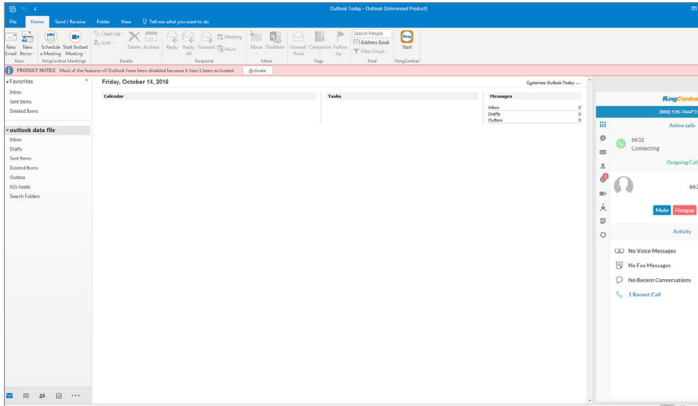 Outlook Today - Outlook (Unlicensed Product)
File Home Send / Receive Folder View Tell me what you want to do
New Email
New Items
Schedule a Meeting
Start Instant Meeting
Clean Up
Junk
Delete Archive
Reply Reply All Forward
Meeting
More
Move OneNote
Unread/ Read
Categorize Follow Up
Search People
Address Book
Filter Email
Start
New RingCentral Meetings Delete Respond Move Tags Find RingCentral
PRODUCT NOTICE Most of the features of Outlook have been disabled because it hasn't been activated. Activate
Favorites
Inbox
Sent Items
Deleted Items
outlook data file
Inbox
Drafts
Sent Items
Deleted Items
Outbox
RSS Feeds
Search Folders
Friday, October 14, 2016
Customize Outlook Today ...
Calendar
Tasks
Messages
Inbox 0
Drafts 0
Outbox 0
RingCentral
Active calls
6632
Connecting
Outgoing Call
663
Mute Hangup
Activity
No Voice Messages
No Fax Messages
No Recent Conversations
1 Recent Call